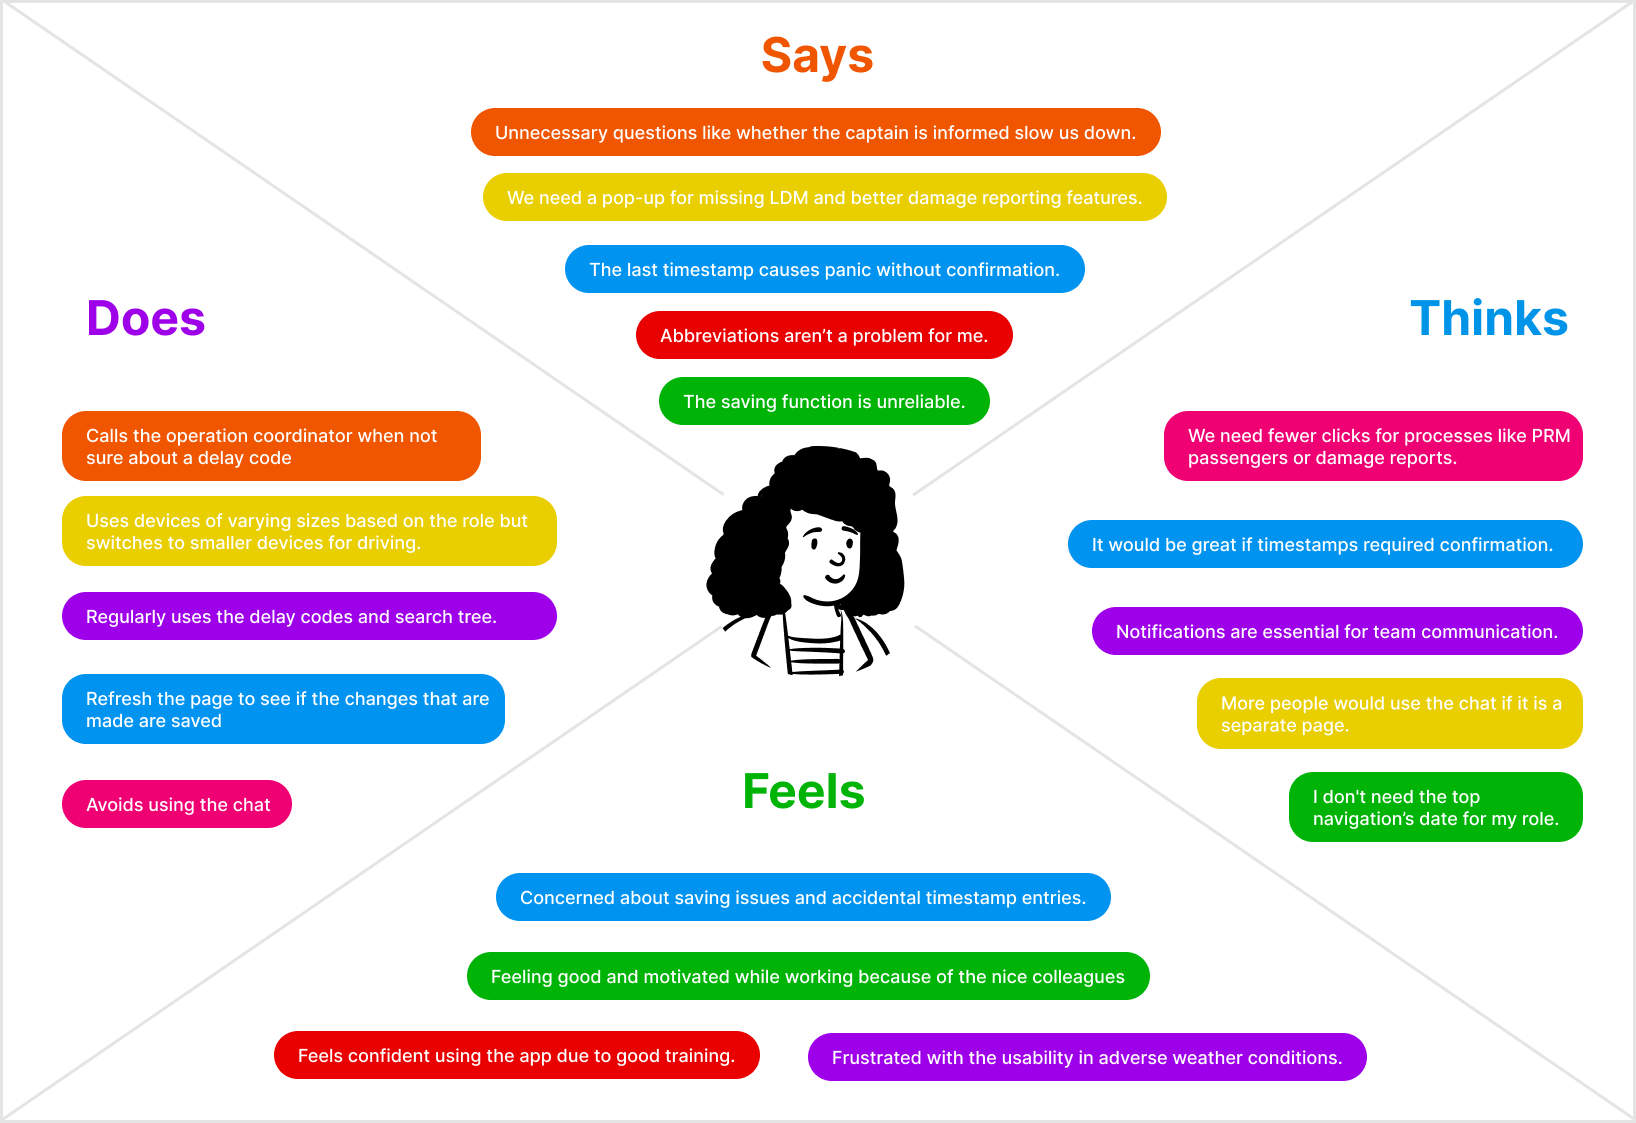 Says
Unnecessary questions like whether the captain is informed slow us down.
We need a pop-up for missing LDM and better damage reporting features.
The last timestamp causes panic without confirmation.
Abbreviations aren’t a problem for me.
The saving function is unreliable.
Does
Calls the operation coordinator when not
sure about a delay code
Uses devices of varying sizes based on the role but
switches to smaller devices for driving.
Regularly uses the delay codes and search tree.
Refresh the page to see if the changes that are
made are saved
Avoids using the chat
Thinks
We need fewer clicks for processes like PRM
passengers or damage reports.
It would be great if timestamps required confirmation.
Notifications are essential for team communication.
More people would use the chat if it is a
separate page.
I don't need the top
navigation’s date for my role.
Feels
Concerned about saving issues and accidental timestamp entries.
Feeling good and motivated while working because of the nice colleagues
Feels confident using the app due to good training.
Frustrated with the usability in adverse weather conditions.